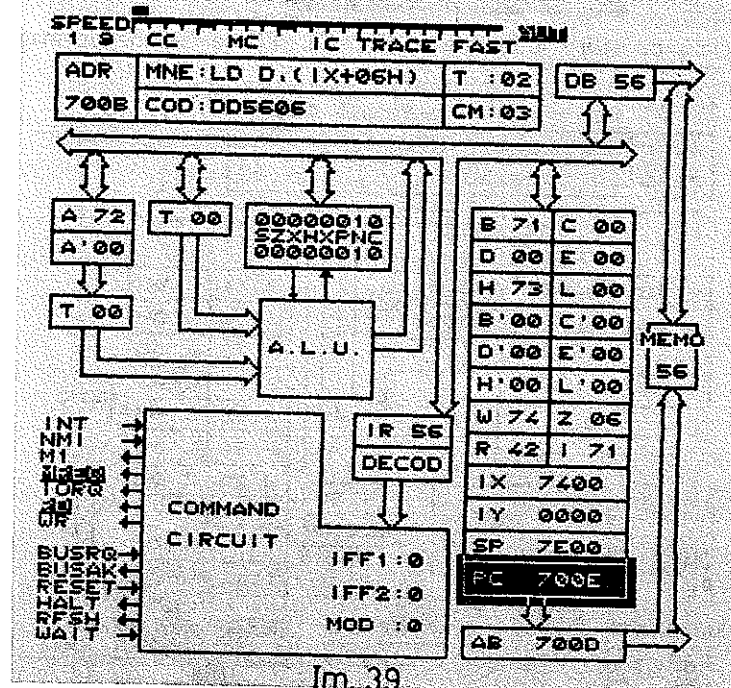 SPEED
1 S CC MC IC TRACE FAST
ADR MNE:LD D.(IX+06H) T :02 DB 56
700B COD:DD5606 CM:03
A 72 T 00 00000010
A'00 SZXHXPNC
00000010
T 00
A.L.U.
B 71 C 00
D 00 E 00
H 73 L 00
B'00 C'00
D'00 E'00
H'00 L'00
W 74 Z 06
R 42 I 71
IX 7400
IY 0000
SP 7E00
PC 700E
AB 700D
MEMO
56
IR 56
DECOD
INT
NMI
M1
IORQ
WR
BUSRQ
BUSAK
RESET
HALT
RFSH
WAIT
COMMAND
CIRCUIT
IFF1:0
IFF2:0
MOD :0
Im. 39